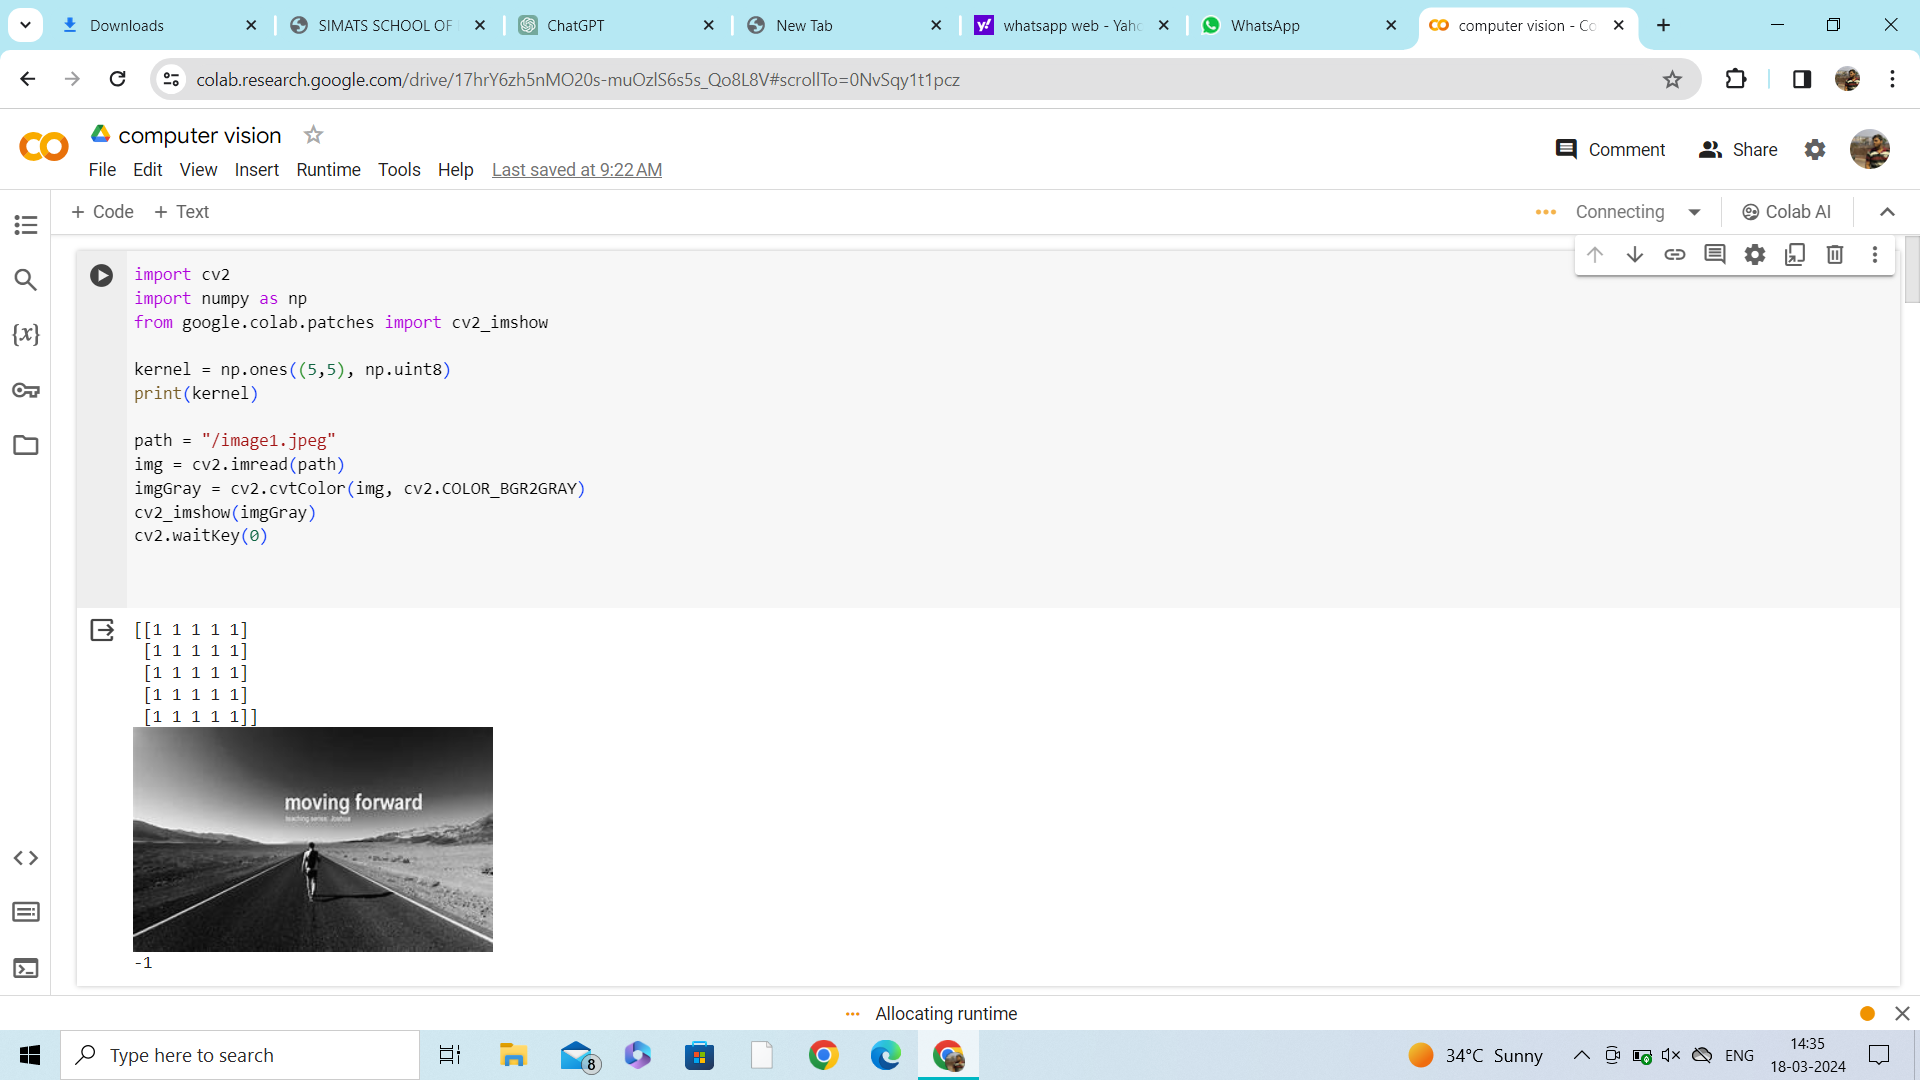 Downloads
SIMATS SCHOOL OF
ChatGPT
New Tab
whatsapp web - Yah
WhatsApp
computer vision - Co
colab.research.google.com/drive/17hrY6zh5nMO20s-muOzlS6s5s_Qo8L8V#scrollTo=0NvSqy1t1pcz
computer vision
Comment
Share
File Edit View Insert Runtime Tools Help Last saved at 9:22 AM
+ Code + Text
Connecting
Colab AI
import cv2
import numpy as np
from google.colab.patches import cv2_imshow
kernel = np.ones((5,5), np.uint8)
print(kernel)
path = "/image1.jpeg"
img = cv2.imread(path)
imgGray = cv2.cvtColor(img, cv2.COLOR_BGR2GRAY)
cv2_imshow(imgGray)
cv2.waitKey(0)
[[1 1 1 1 1]
[1 1 1 1 1]
[1 1 1 1 1]
[1 1 1 1 1]
[1 1 1 1 1]]
moving forward
teaching series: Joshua
-1
Allocating runtime
Type here to search
8
34°C Sunny
ENG
14:35
18-03-2024